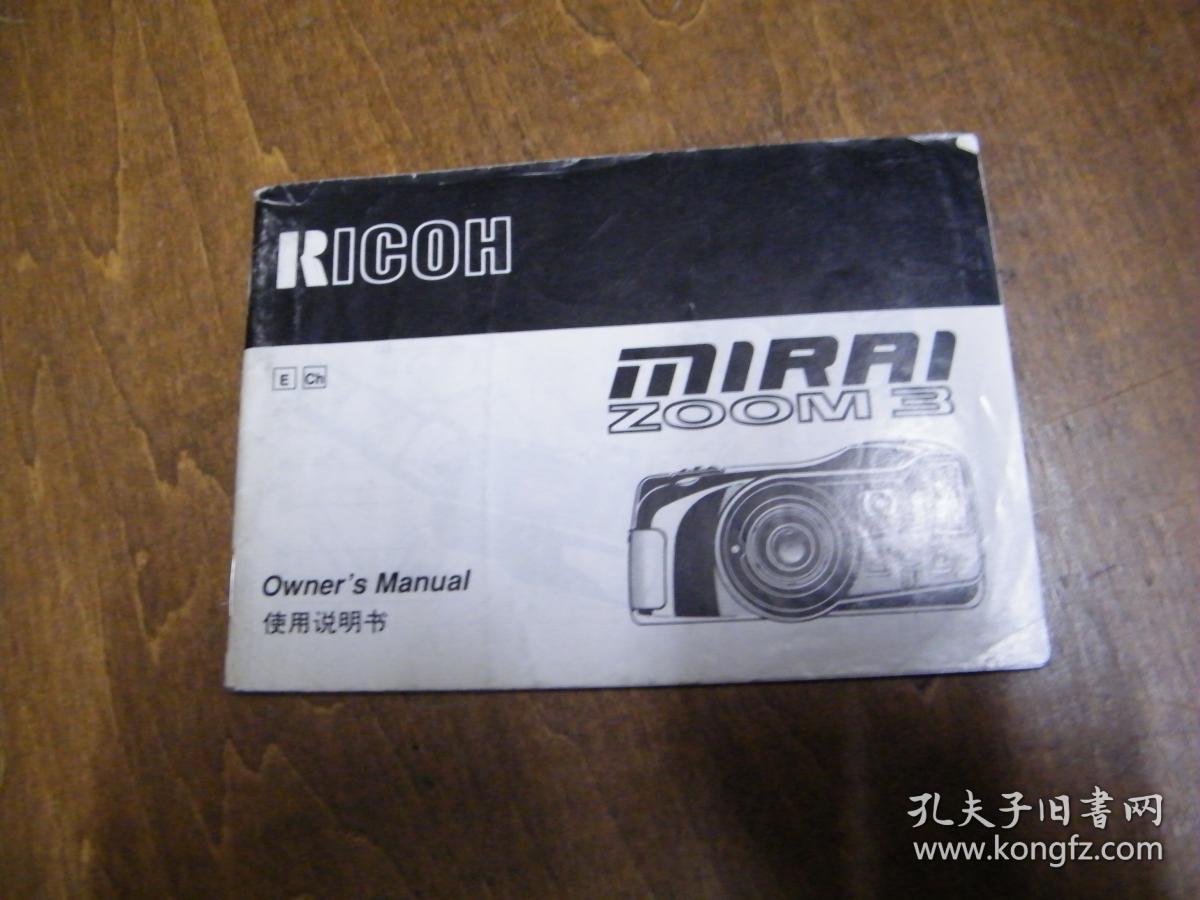 RICOH
E Ch
MIRAI
ZOOM 3
Owner's Manual
使用说明书
孔夫子旧書网
www.kongfz.com